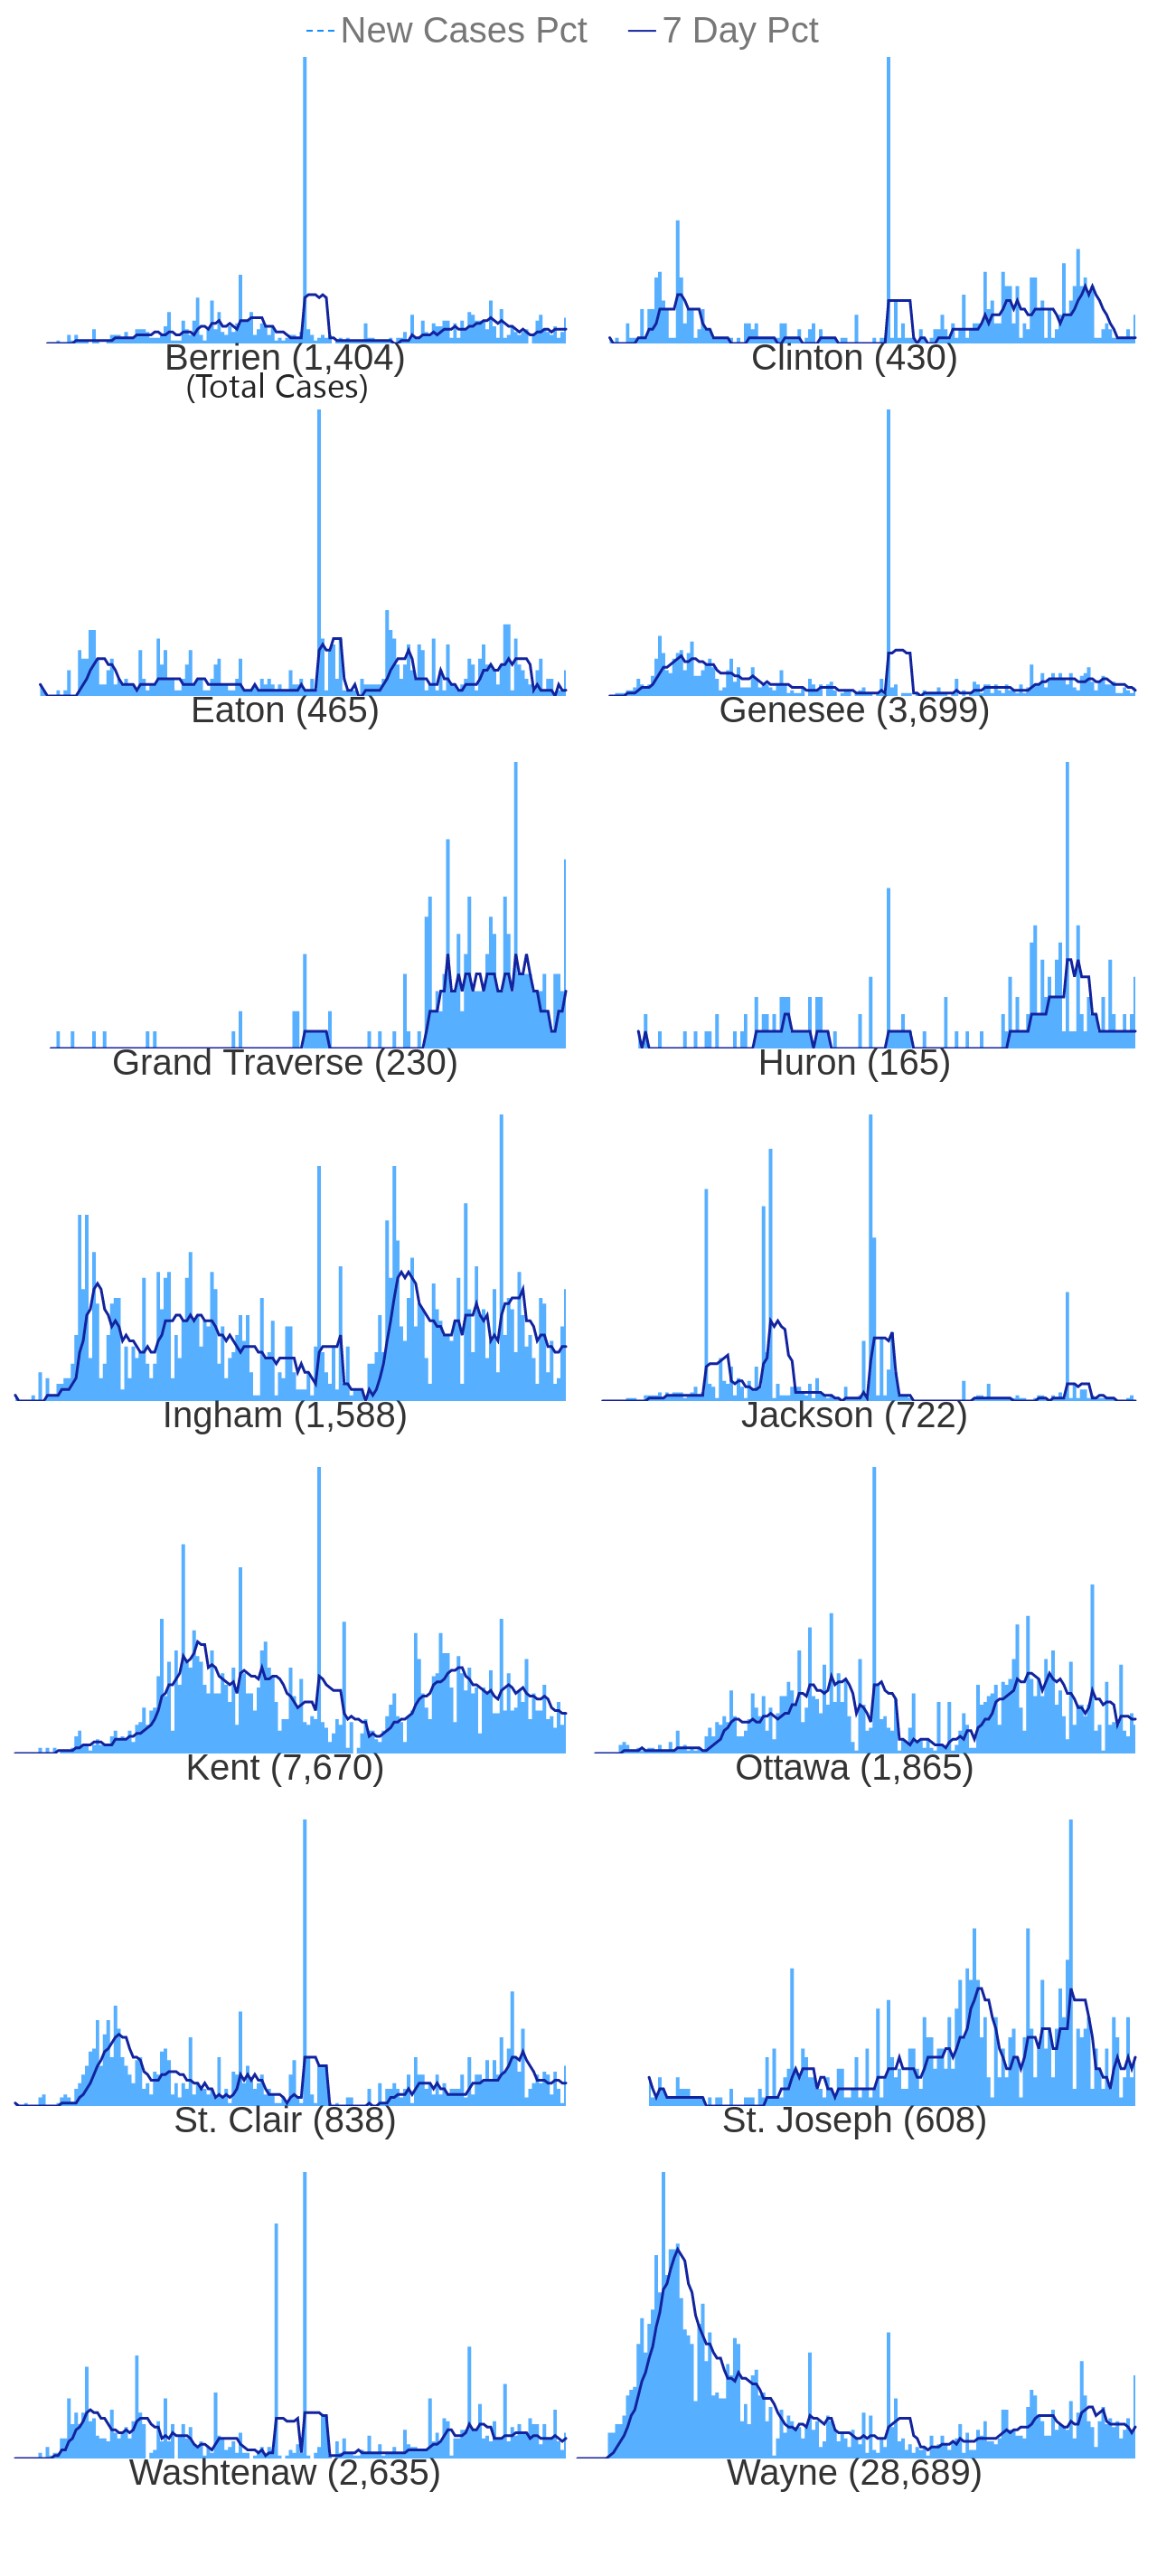 New Cases Pct 7 Day Pct
Berrien (1,404) Clinton (430)
(Total Cases)
Eaton (465) Genesee (3,699)
Grand Traverse (230) Huron (165)
Ingham (1,588) Jackson (722)
Kent (7,670) Ottawa (1,865)
St. Clair (838) St. Joseph (608)
Washtenaw (2,635) Wayne (28,689)